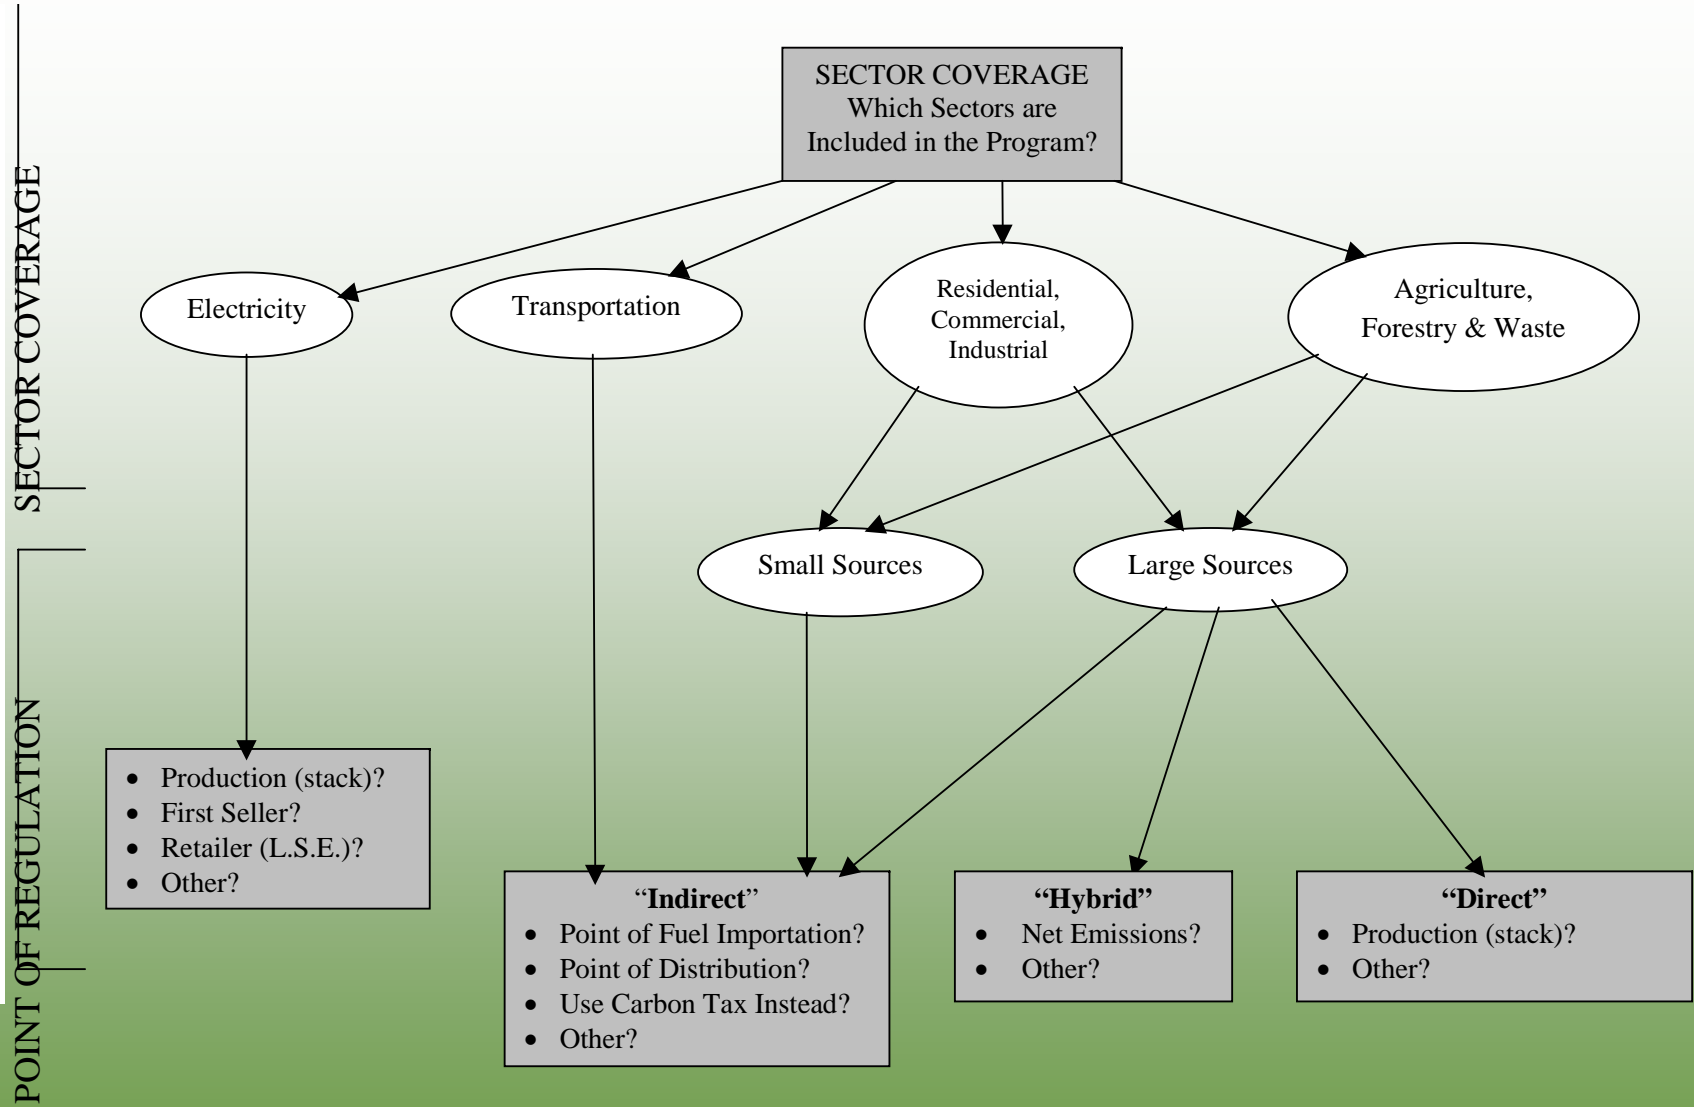 SECTOR COVERAGE
Which Sectors are
Included in the Program?
SECTOR COVERAGE
Electricity
Transportation
Residential,
Commercial,
Industrial
Agriculture,
Forestry & Waste
Small Sources
Large Sources
POINT OF REGULATION
• Production (stack)?
• First Seller?
• Retailer (L.S.E.)?
• Other?
“Indirect”
• Point of Fuel Importation?
• Point of Distribution?
• Use Carbon Tax Instead?
• Other?
“Hybrid”
• Net Emissions?
• Other?
“Direct”
• Production (stack)?
• Other?